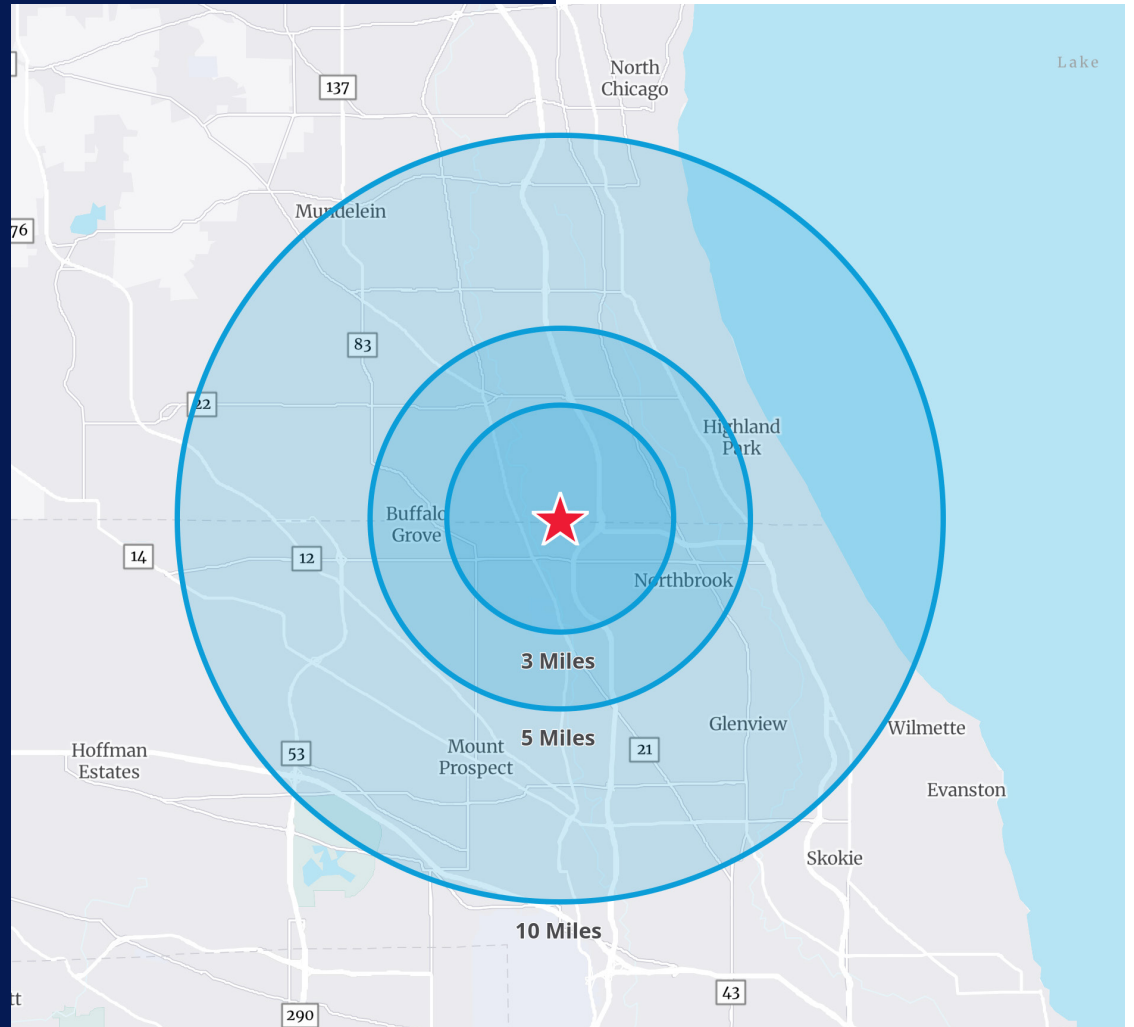 Lake
North
Chicago
137
Mundelein
76
83
22
Highland
Park
Buffalo
Grove
14
12
Northbrook
3 Miles
5 Miles
Glenview
Wilmette
Hoffman
Estates
53
Mount
Prospect
21
Evanston
Skokie
10 Miles
43
tt
290